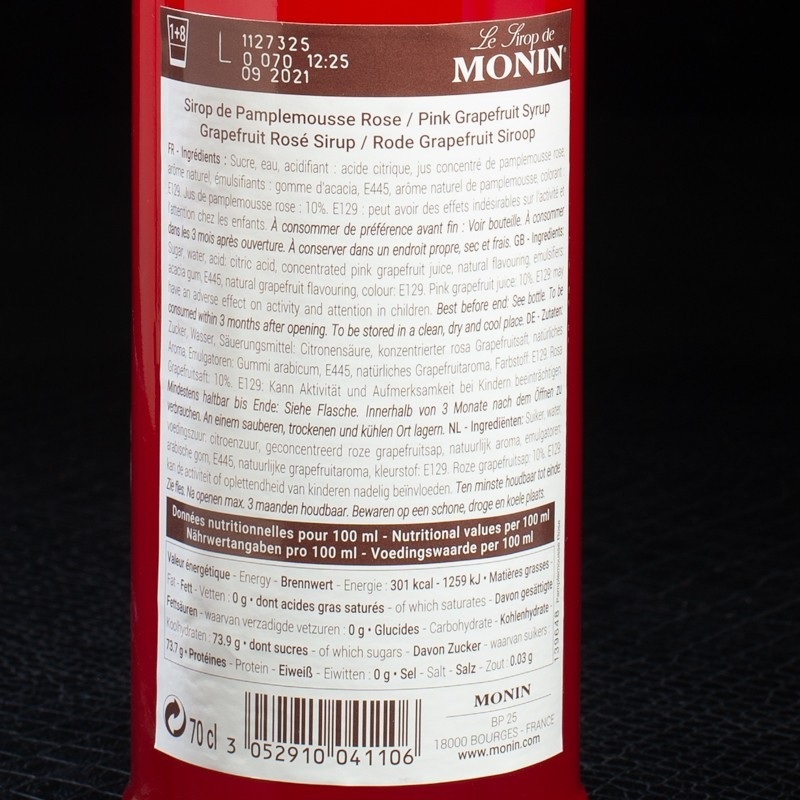 1+8
L 1127325
0 070 12:25
09 2021
Le Sirop de
MONIN®
Sirop de Pamplemousse Rose / Pink Grapefruit Syrup
Grapefruit Rosé Sirup / Rode Grapefruit Siroop
FR - Ingrédients : Sucre, eau, acidifiant : acide citrique, jus concentré de pamplemousse rose,
arôme naturel, émulsifiants : gomme d'acacia, E445, arôme naturel de pamplemousse, colorant:
E129. Jus de pamplemousse rose : 10%. E129 : peut avoir des effets indésirables sur l'activité et
l'attention chez les enfants. À consommer de préférence avant fin : Voir bouteille. À consommer
dans les 3 mois après ouverture. À conserver dans un endroit propre, sec et frais. GB - Ingredients:
Sugar, water, acid: citric acid, concentrated pink grapefruit juice, natural flavouring, emulsifiers:
acacia gum, E445, natural grapefruit flavouring, colour: E129. Pink grapefruit juice: 10%. E129 may
have an adverse effect on activity and attention in children. Best before end: See bottle. To be
consumed within 3 months after opening. To be stored in a clean, dry and cool place. DE - Zutaten:
Zucker, Wasser, Säuerungsmittel: Citronensäure, konzentrierter rosa Grapefruitsaft, natürliches
Aroma, Emulgatoren: Gummi arabicum, E445, natürliches Grapefruitaroma, Farbstoff: E129. Rosa
Grapefruitsaft: 10%. E129: Kann Aktivität und Aufmerksamkeit bei Kindern beeinträchtigen.
Mindestens haltbar bis Ende: Siehe Flasche. Innerhalb von 3 Monate nach dem Öffnen zu
verbrauchen. An einem sauberen, trockenen und kühlen Ort lagern. NL - Ingrediënten: Suiker, water,
voedingszuur: citroenzuur, geconcentreerd roze grapefruitsap, natuurlijk aroma, emulgatoren:
arabische gom, E445, natuurlijke grapefruitaroma, kleurstof: E129. Roze grapefruitsap: 10%. E129:
kan de activiteit of oplettendheid van kinderen nadelig beïnvloeden. Ten minste houdbaar tot einde:
Zie fles. Na openen max. 3 maanden houdbaar. Bewaren op een schone, droge en koele plaats.
Données nutritionnelles pour 100 ml - Nutritional values per 100 ml
Nährwertangaben pro 100 ml - Voedingswaarde per 100 ml
Valeur énergétique - Energy - Brennwert - Energie : 301 kcal - 1259 kJ • Matières grasses -
Fat - Fett - Vetten : 0 g • dont acides gras saturés - of which saturates - Davon gesättigte
Fettsäuren - waarvan verzadigde vetzuren : 0 g • Glucides - Carbohydrate - Kohlenhydrate -
Koolhydraten : 73.9 g • dont sucres - of which sugars - Davon Zucker - waarvan suikers :
73.7 g • Protéines - Protein - Eiweiß - Eiwitten : 0 g • Sel - Salt - Salz - Zout : 0.03 g
139648
70 cl
3 052910 041106
MONIN
BP 25
18000 BOURGES - FRANCE
www.monin.com